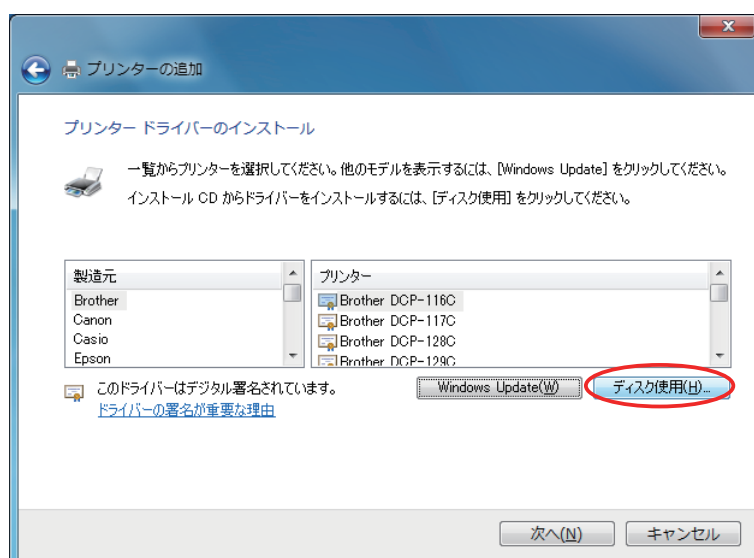 プリンターの追加
プリンター ドライバーのインストール
一覧からプリンターを選択してください。他のモデルを表示するには、[Windows Update] をクリックしてください。
インストール CD からドライバーをインストールするには、[ディスク使用] をクリックしてください。
製造元
Brother
Canon
Casio
Epson
プリンター
Brother DCP-116C
Brother DCP-117C
Brother DCP-128C
Brother DCP-129C
このドライバーはデジタル署名されています。
ドライバーの署名が重要な理由
Windows Update(W)
ディスク使用(H)...
次へ(N)
キャンセル